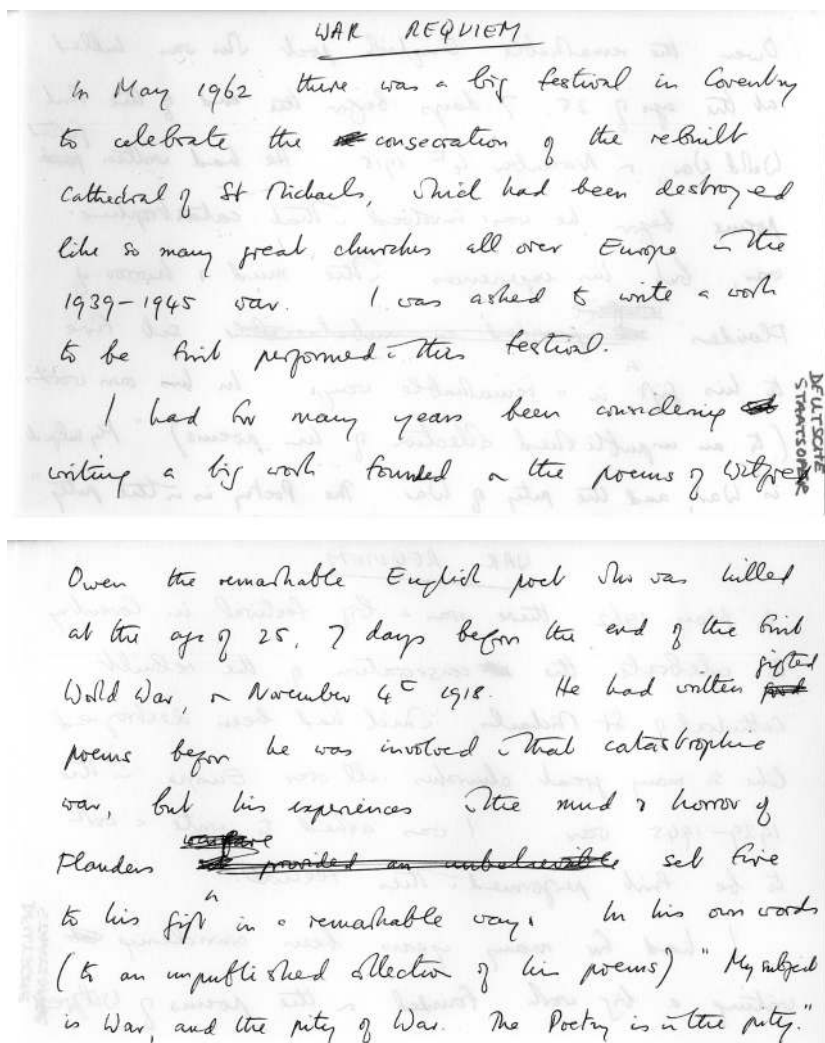 WAR REQUIEM
In May 1962 there was a big festival in Coventry
to celebrate the consecration of the rebuilt
Cathedral of St Michaels, which had been destroyed
like so many great churches all over Europe in the
1939-1945 war. I was asked to write a work
to be first performed in this festival.
I had for many years been considering
writing a big work founded on the poems of Wilfred
DEUTSCHE
STAATSOPER
Owen the remarkable English poet who was killed
at the age of 25, 7 days before the end of the First
World War, on November 4th 1918. He had written gifted
poems before he was involved in that catastrophic
war, but his experiences in the mud & horror of
Flanders set fire
to his gift in a remarkable way. In his own words
(to an unpublished collection of his poems) "My subject
is War, and the pity of War. The Poetry is in the pity."